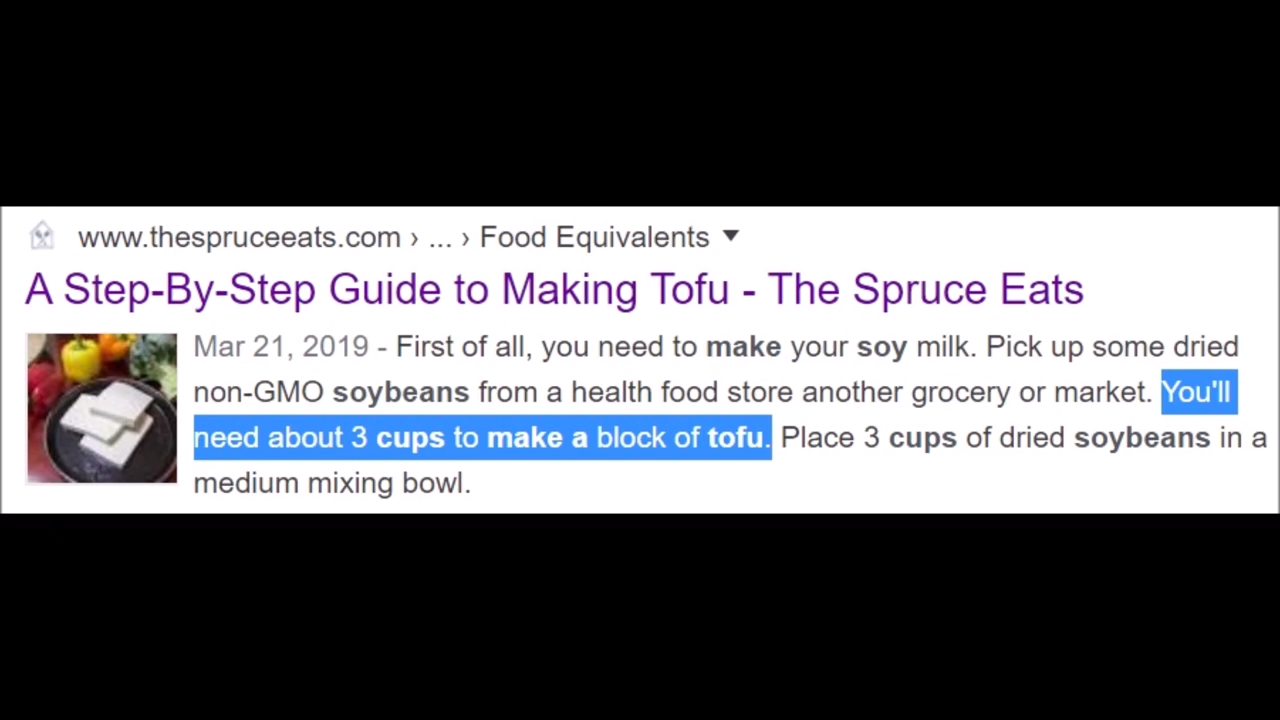 www.thespruceeats.com › ... › Food Equivalents
A Step-By-Step Guide to Making Tofu - The Spruce Eats
Mar 21, 2019 - First of all, you need to make your soy milk. Pick up some dried
non-GMO soybeans from a health food store another grocery or market. You'll
need about 3 cups to make a block of tofu. Place 3 cups of dried soybeans in a
medium mixing bowl.